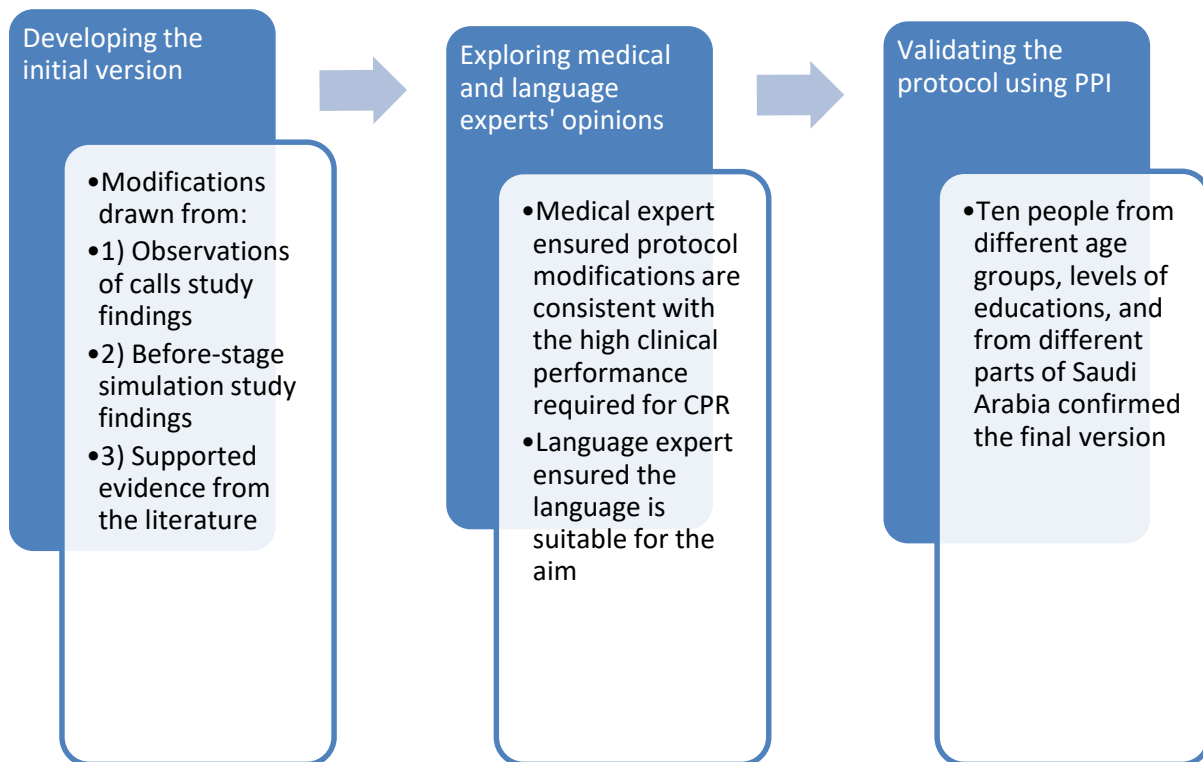 Developing the
initial version
•Modifications
drawn from:
•1) Observations
of calls study
findings
•2) Before-stage
simulation study
findings
•3) Supported
evidence from
the literature
Exploring medical
and language
experts' opinions
•Medical expert
ensured protocol
modifications are
consistent with
the high clinical
performance
required for CPR
•Language expert
ensured the
language is
suitable for the
aim
Validating the
protocol using PPI
•Ten people from
different age
groups, levels of
educations, and
from different
parts of Saudi
Arabia confirmed
the final version